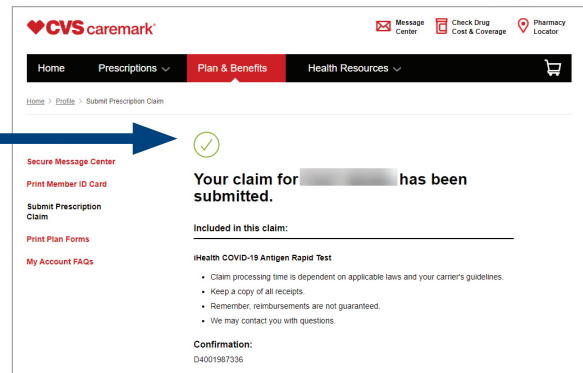 CVS caremark®
Message Center
Check Drug Cost & Coverage
Pharmacy Locator
Home Prescriptions Plan & Benefits Health Resources
Home > Profile > Submit Prescription Claim
Secure Message Center
Print Member ID Card
Submit Prescription
Claim
Print Plan Forms
My Account FAQs
Your claim for has been
submitted.
Included in this claim:
iHealth COVID-19 Antigen Rapid Test
• Claim processing time is dependent on applicable laws and your carrier's guidelines.
• Keep a copy of all receipts.
• Remember, reimbursements are not guaranteed.
• We may contact you with questions.
Confirmation:
D4001987336